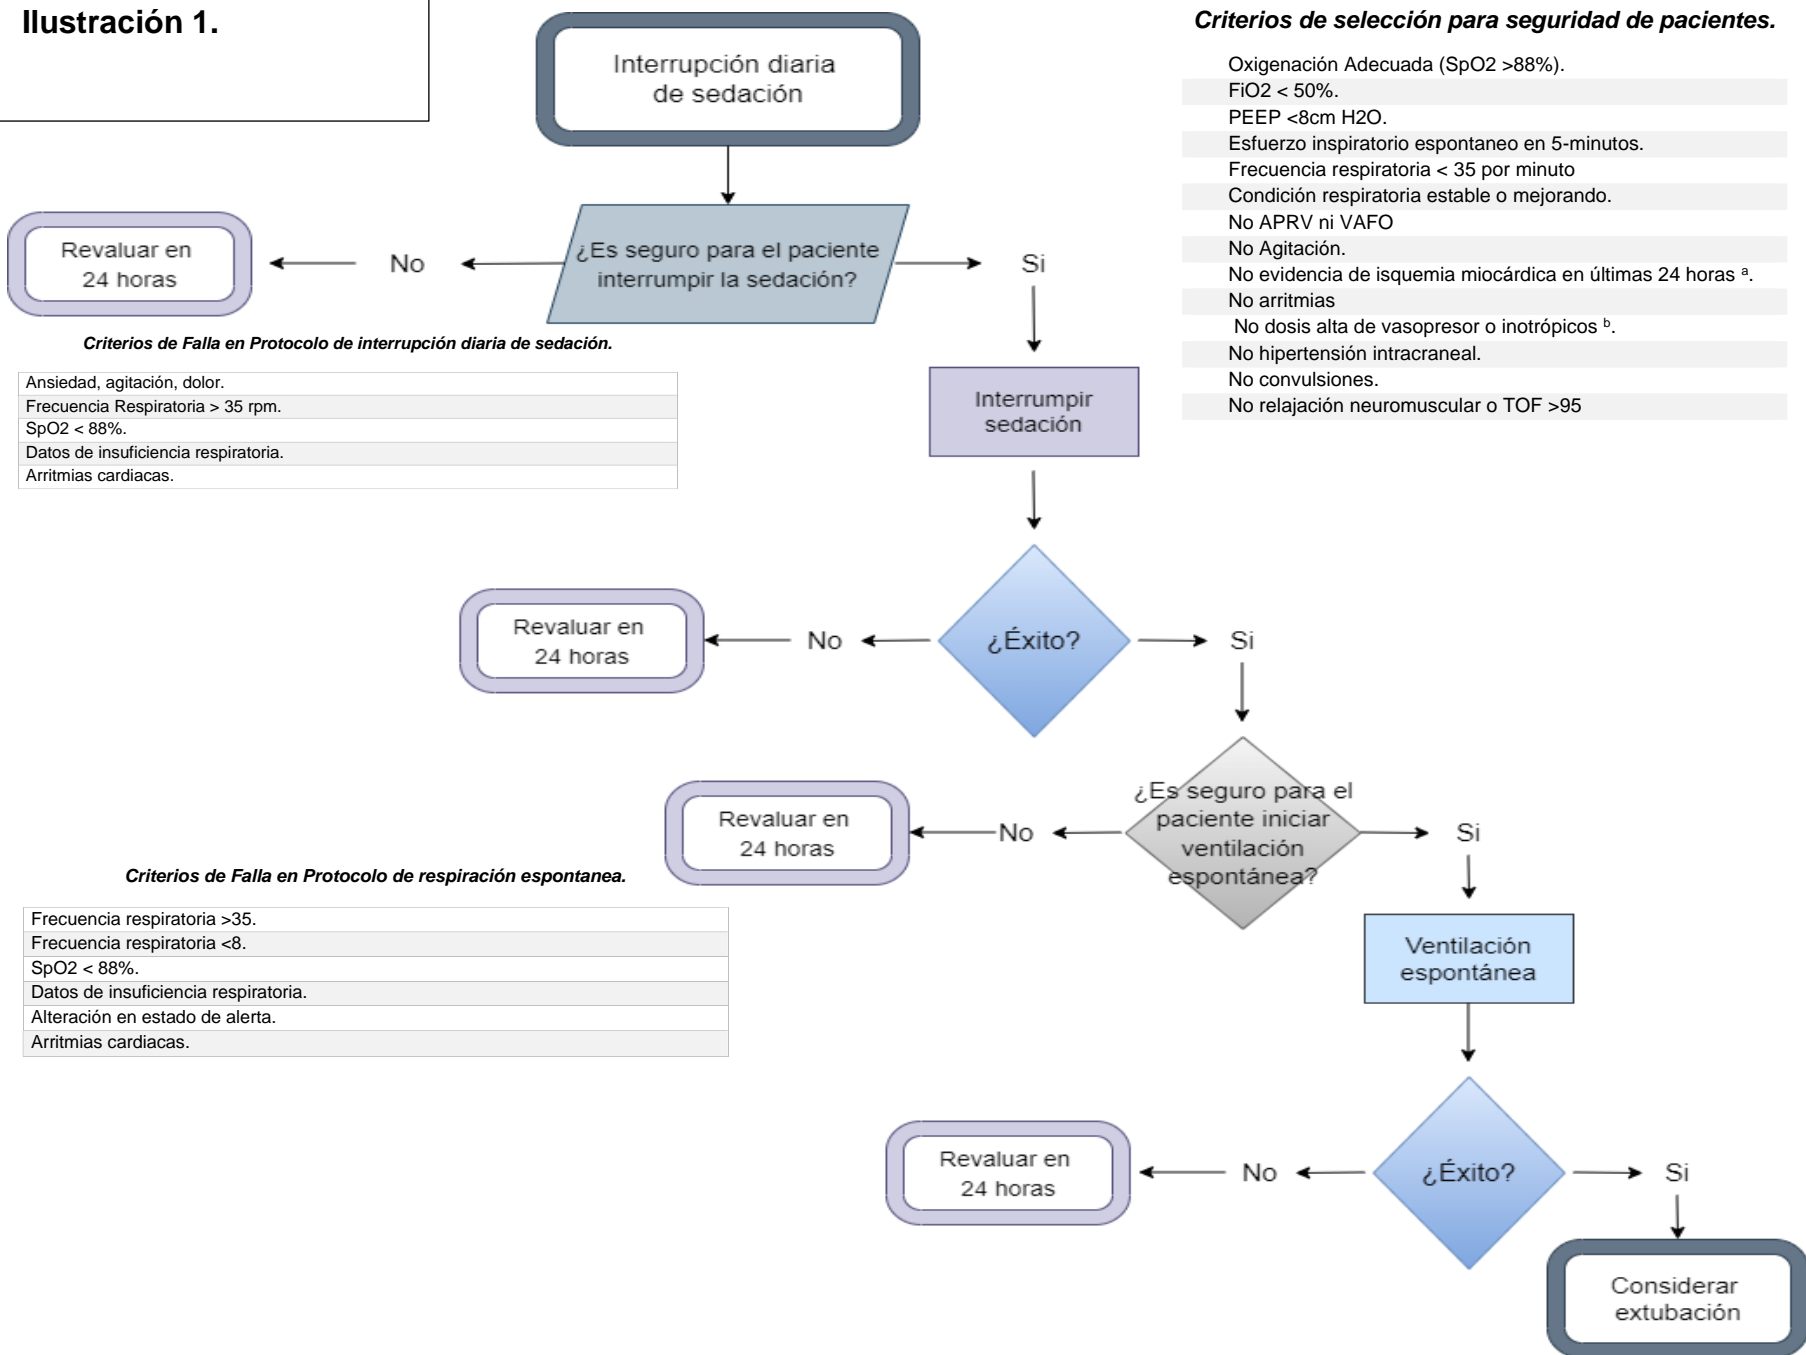 Ilustración 1.
Interrupción diaria
de sedación
Criterios de selección para seguridad de pacientes.
Oxigenación Adecuada (SpO2 >88%).
FiO2 < 50%.
PEEP <8cm H2O.
Esfuerzo inspiratorio espontaneo en 5-minutos.
Frecuencia respiratoria < 35 por minuto
Condición respiratoria estable o mejorando.
No APRV ni VAFO
No Agitación.
No evidencia de isquemia miocárdica en últimas 24 horas ᵃ.
No arritmias
No dosis alta de vasopresor o inotrópicos ᵇ.
No hipertensión intracraneal.
No convulsiones.
No relajación neuromuscular o TOF >95
Revaluar en
24 horas
No
¿Es seguro para el paciente
interrumpir la sedación?
Si
Criterios de Falla en Protocolo de interrupción diaria de sedación.
Ansiedad, agitación, dolor.
Frecuencia Respiratoria > 35 rpm.
SpO2 < 88%.
Datos de insuficiencia respiratoria.
Arritmias cardiacas.
Interrumpir
sedación
Revaluar en
24 horas
No
¿Éxito?
Si
Revaluar en
24 horas
No
¿Es seguro para el
paciente iniciar
ventilación
espontánea?
Si
Criterios de Falla en Protocolo de respiración espontanea.
Frecuencia respiratoria >35.
Frecuencia respiratoria <8.
SpO2 < 88%.
Datos de insuficiencia respiratoria.
Alteración en estado de alerta.
Arritmias cardiacas.
Ventilación
espontánea
Revaluar en
24 horas
No
¿Éxito?
Si
Considerar
extubación